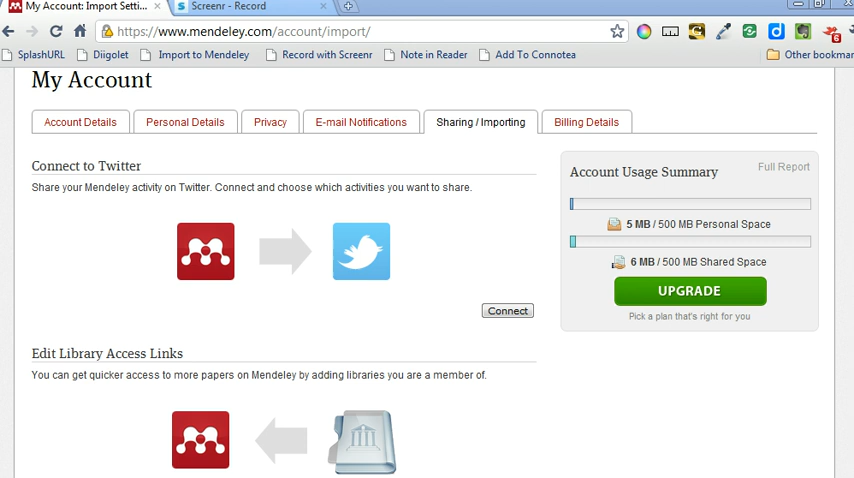 My Account: Import Setti...
Screenr - Record
https://www.mendeley.com/account/import/
SplashURL
Diigolet
Import to Mendeley
Record with Screenr
Note in Reader
Add To Connotea
Other bookmar
6
My Account
Account Details
Personal Details
Privacy
E-mail Notifications
Sharing / Importing
Billing Details
Connect to Twitter
Share your Mendeley activity on Twitter. Connect and choose which activities you want to share.
Connect
Edit Library Access Links
You can get quicker access to more papers on Mendeley by adding libraries you are a member of.
Account Usage Summary
Full Report
5 MB / 500 MB Personal Space
6 MB / 500 MB Shared Space
UPGRADE
Pick a plan that's right for you